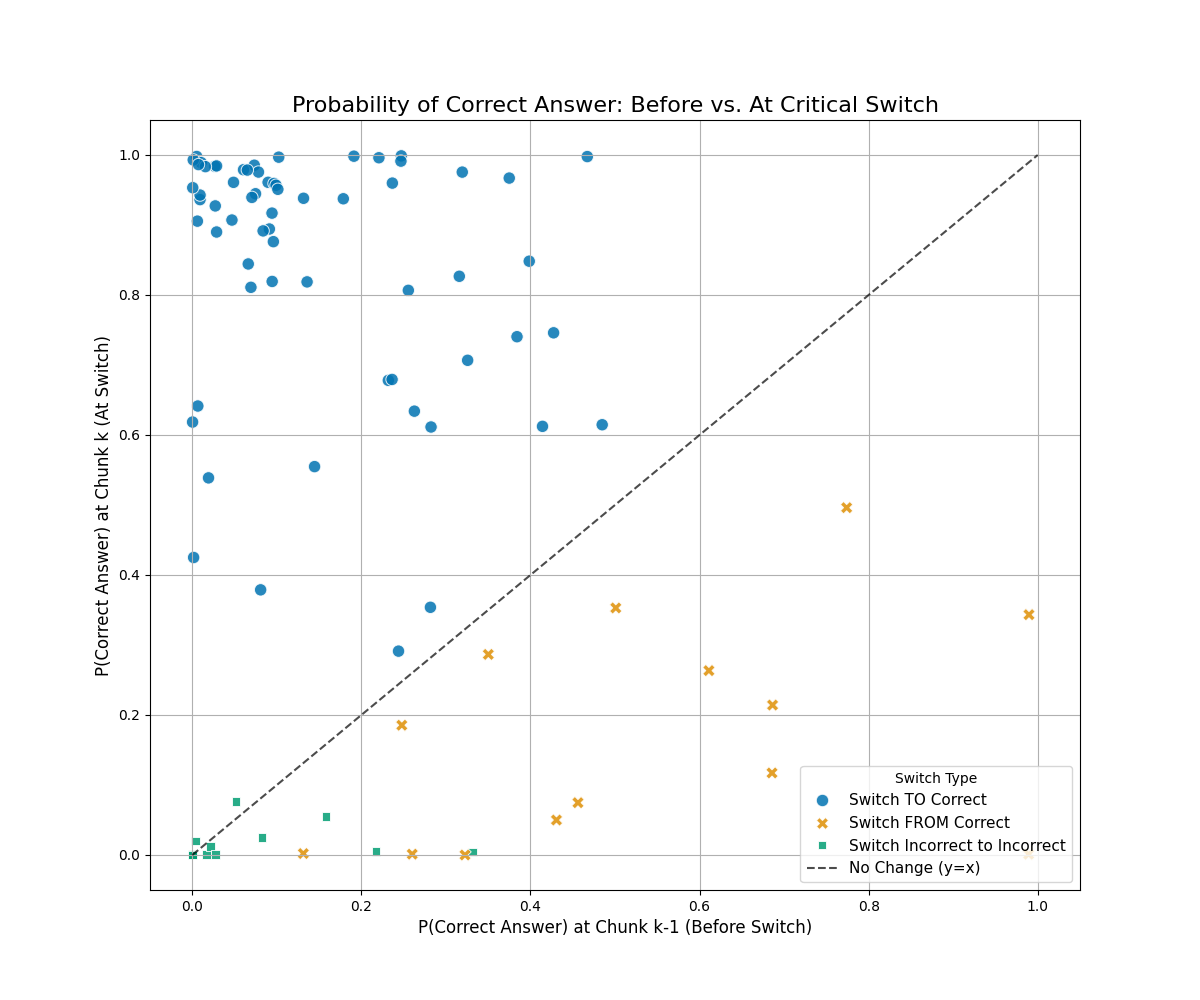 Probability of Correct Answer: Before vs. At Critical Switch
P(Correct Answer) at Chunk k (At Switch)
1.0
0.8
0.6
0.4
0.2
0.0
Switch Type
Switch TO Correct
Switch FROM Correct
Switch Incorrect to Incorrect
No Change (y=x)
0.0 0.2 0.4 0.6 0.8 1.0
P(Correct Answer) at Chunk k-1 (Before Switch)